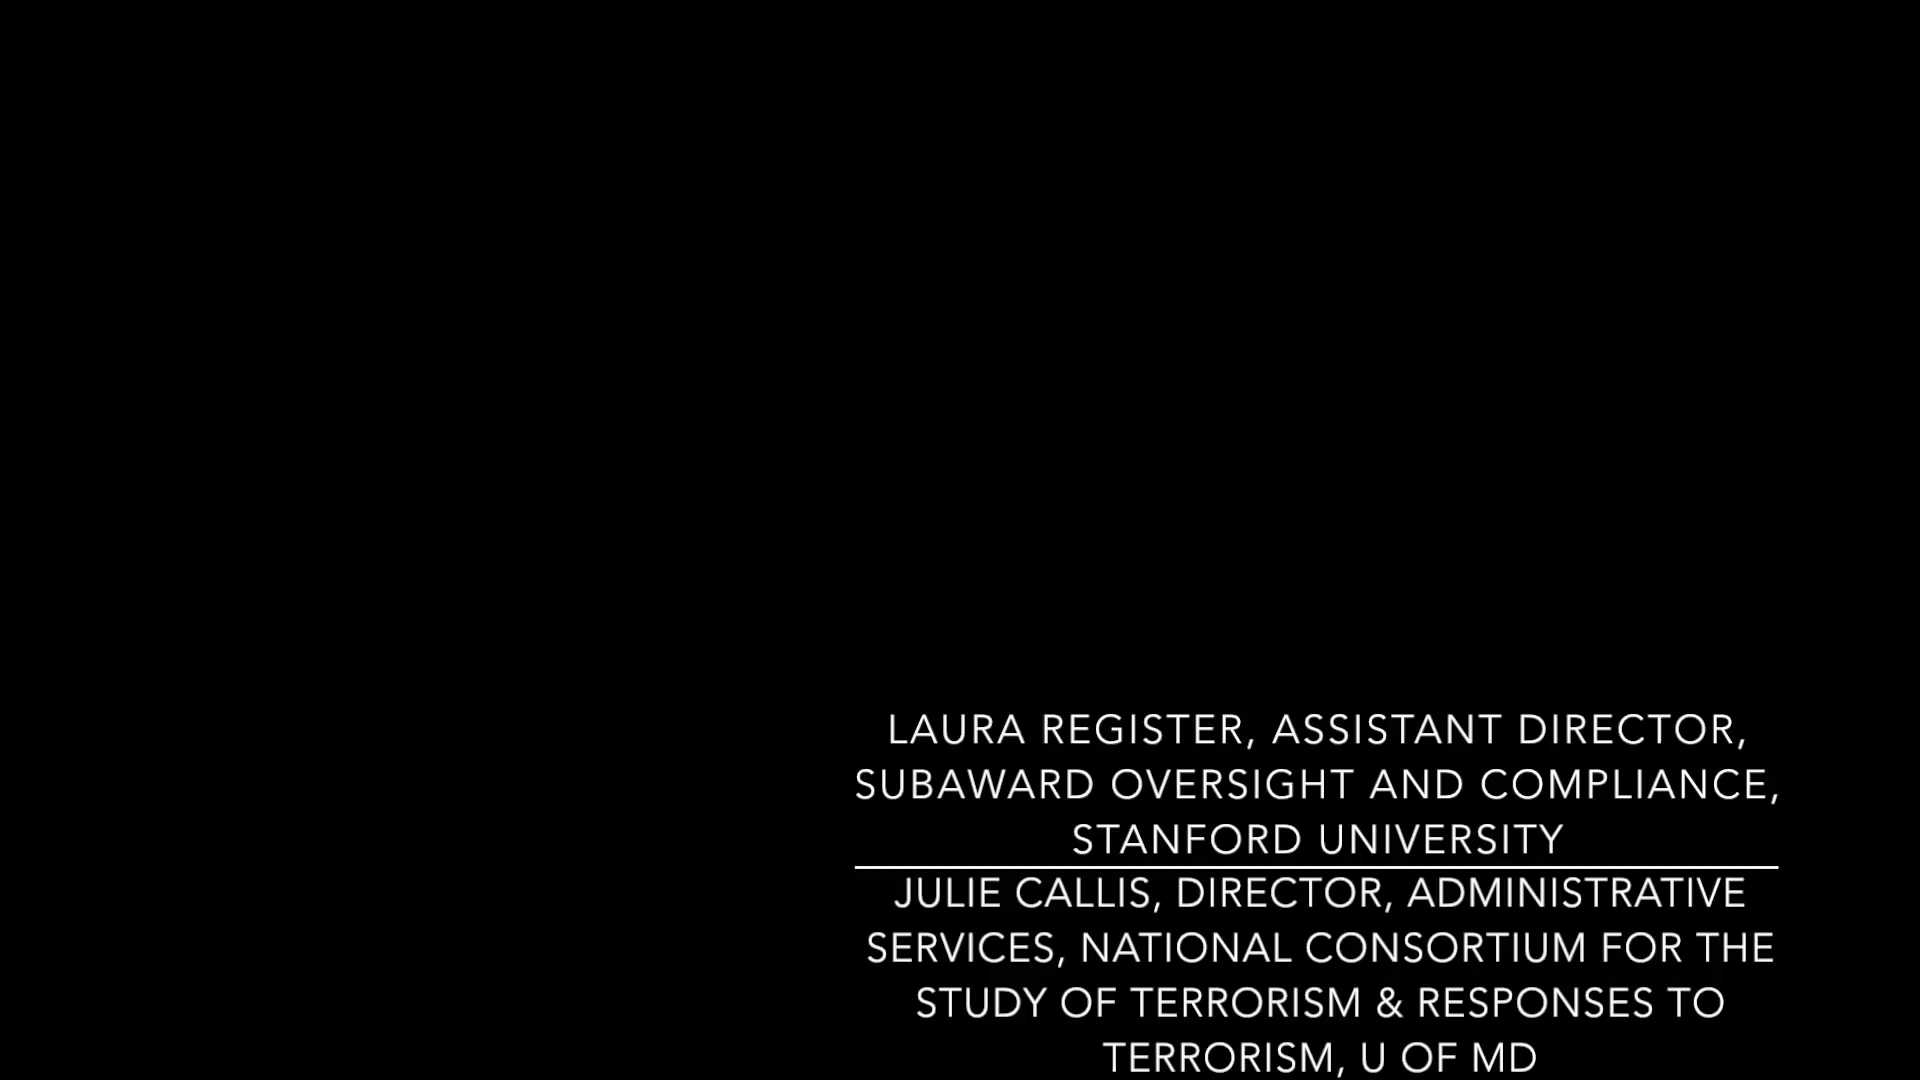 LAURA REGISTER, ASSISTANT DIRECTOR,
SUBAWARD OVERSIGHT AND COMPLIANCE,
STANFORD UNIVERSITY
JULIE CALLIS, DIRECTOR, ADMINISTRATIVE
SERVICES, NATIONAL CONSORTIUM FOR THE
STUDY OF TERRORISM & RESPONSES TO
TERRORISM, U OF MD